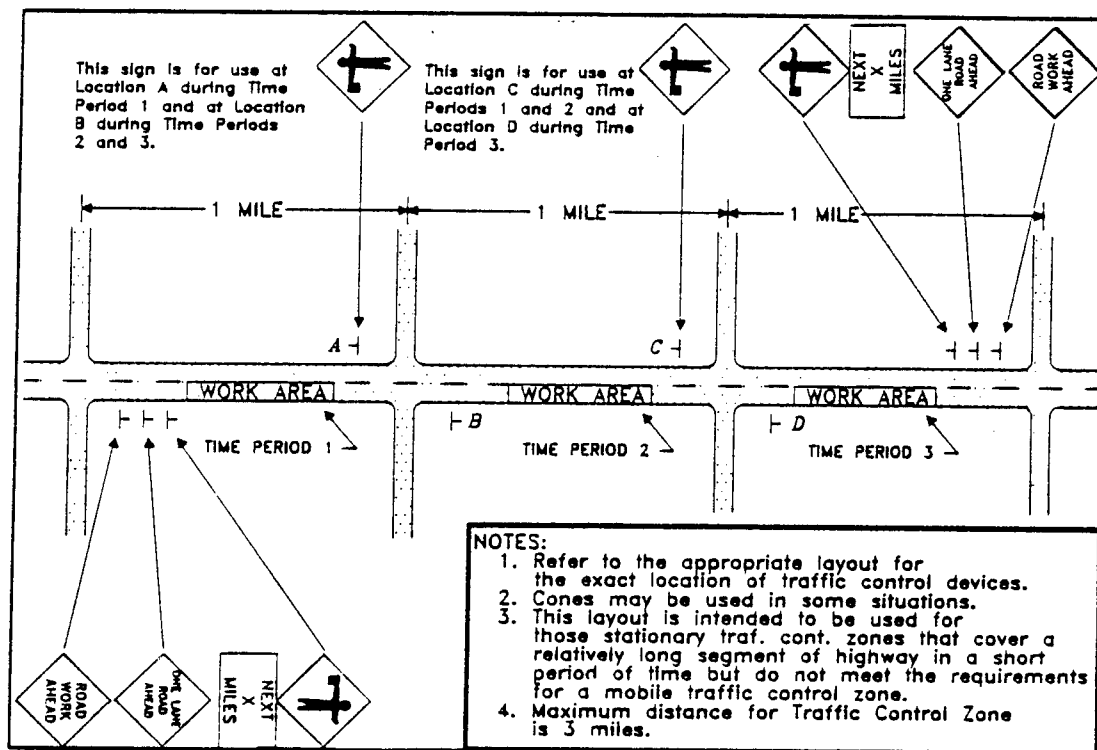 This sign is for use at
Location A during Time
Period 1 and at Location
B during Time Periods
2 and 3.
This sign is for use at
Location C during Time
Periods 1 and 2 and at
Location D during Time
Period 3.
NEXT
X
MILES
ONE LANE
ROAD
AHEAD
ROAD
WORK
AHEAD
1 MILE
1 MILE
1 MILE
A
C
WORK AREA
WORK AREA
WORK AREA
B
D
TIME PERIOD 1
TIME PERIOD 2
TIME PERIOD 3
ROAD
WORK
AHEAD
ONE LANE
ROAD
AHEAD
NEXT
X
MILES
NOTES:
1. Refer to the appropriate layout for
the exact location of traffic control devices.
2. Cones may be used in some situations.
3. This layout is intended to be used for
those stationary traf. cont. zones that cover a
relatively long segment of highway in a short
period of time but do not meet the requirements
for a mobile traffic control zone.
4. Maximum distance for Traffic Control Zone
is 3 miles.